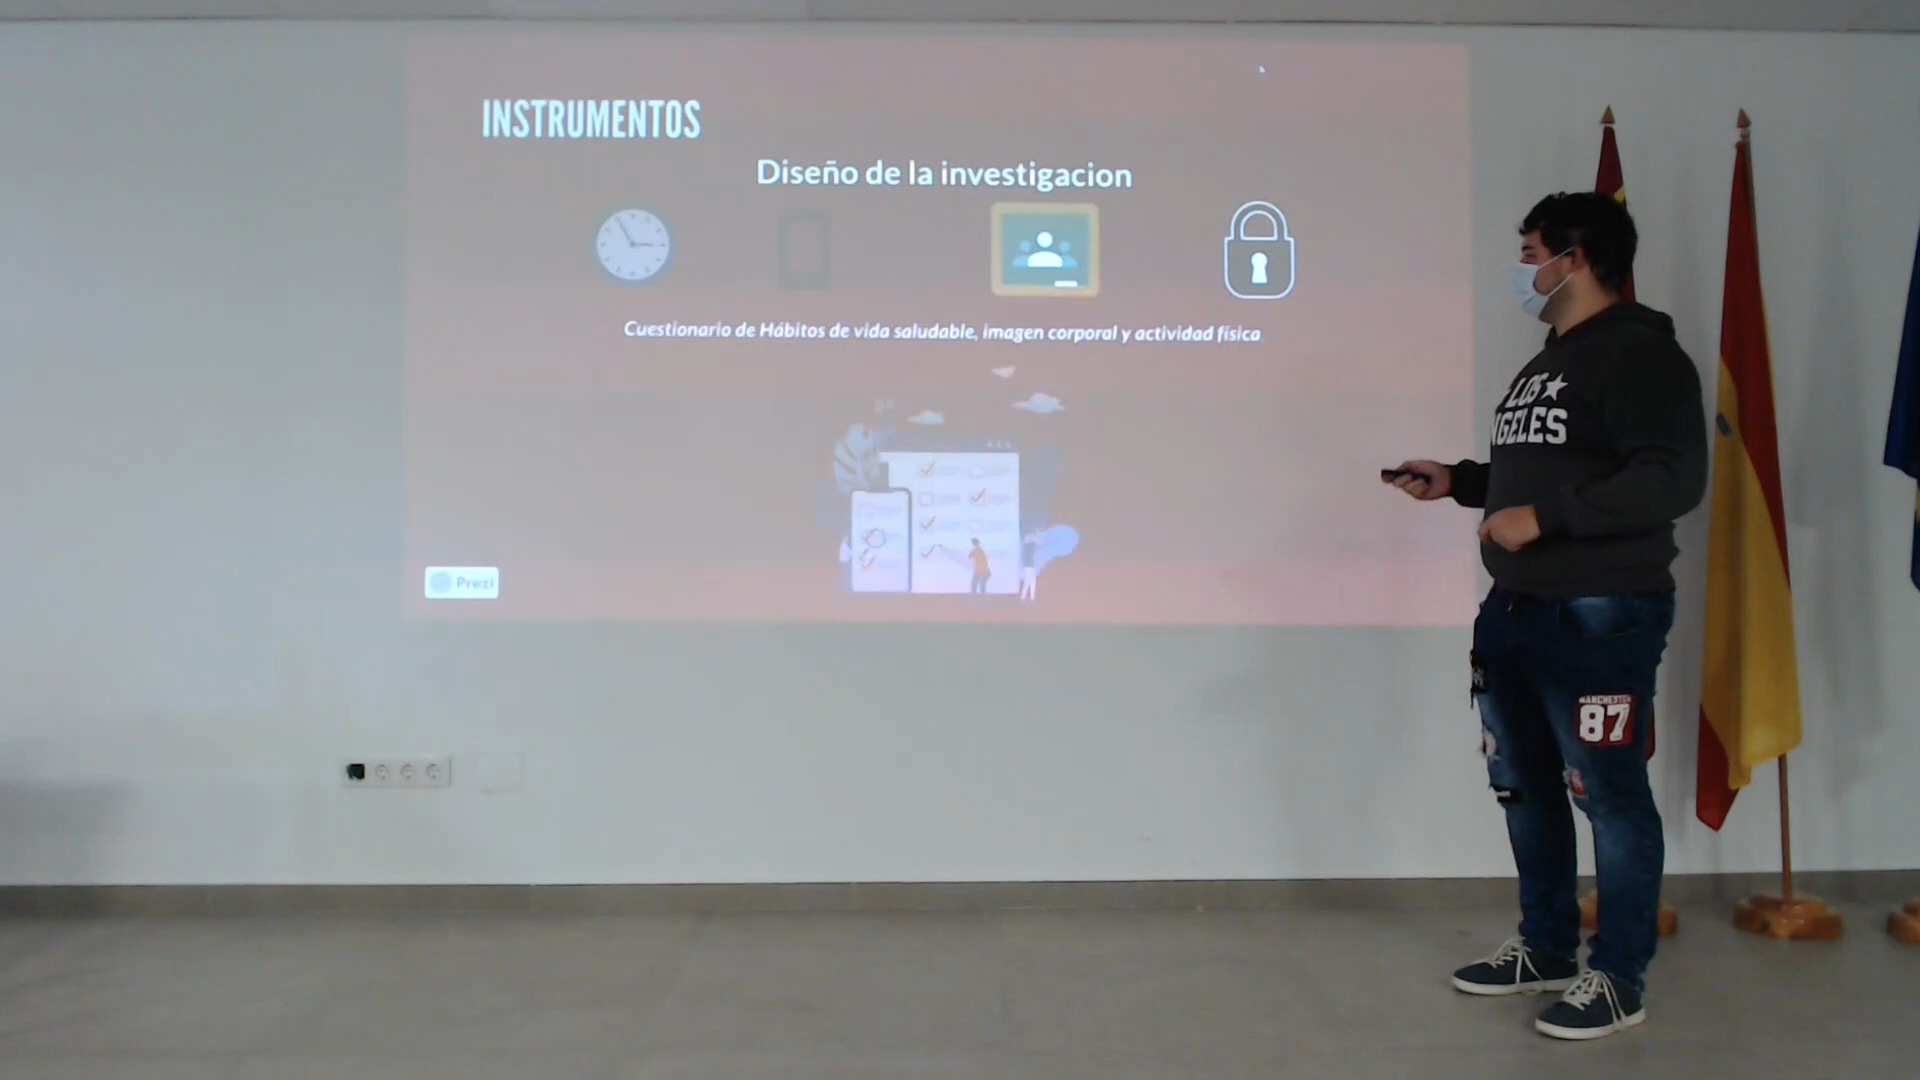 INSTRUMENTOS
Diseño de la investigacion
Cuestionario de Hábitos de vida saludable, imagen corporal y actividad física
Prezi
LOS
NGELES
MANCHESTER
87